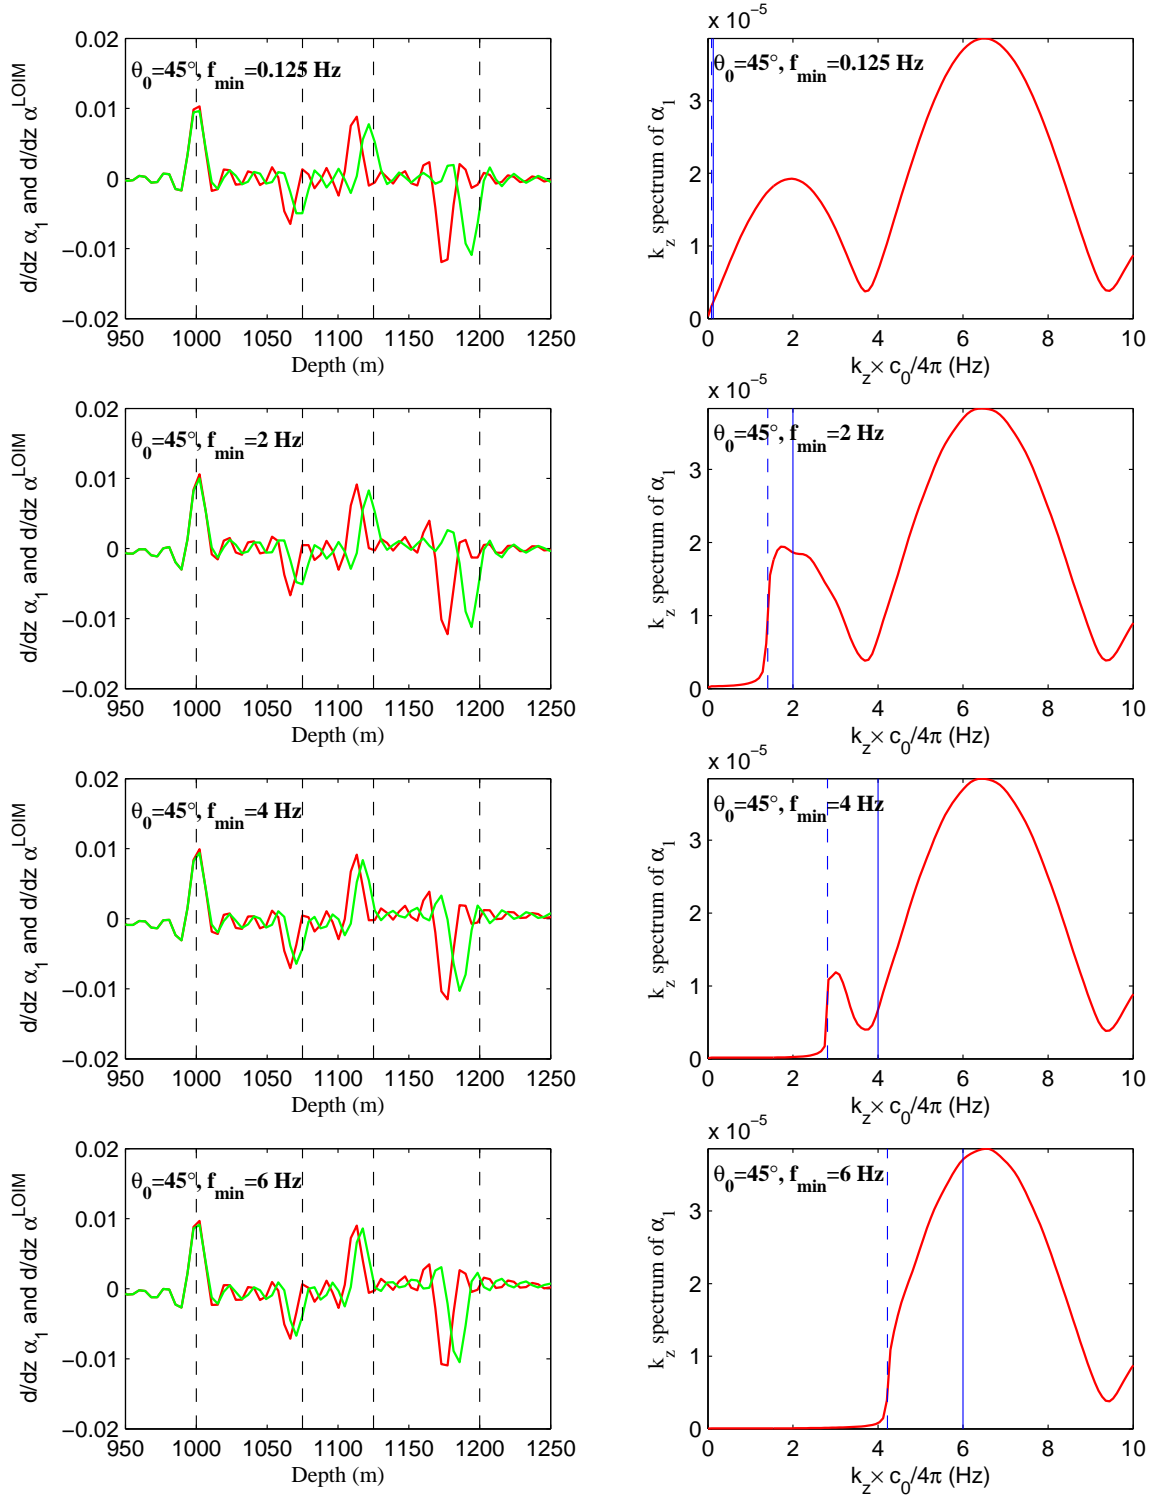 0.02
0.01
0
−0.01
−0.02
d/dz α1 and d/dz αLOIM
θ0=45°, fmin=0.125 Hz
950 1000 1050 1100 1150 1200 1250
Depth (m)
x 10−5
3
2
1
0
kz spectrum of α1
θ0=45°, fmin=0.125 Hz
0 2 4 6 8 10
kz× c0/4π (Hz)
0.02
0.01
0
−0.01
−0.02
d/dz α1 and d/dz αLOIM
θ0=45°, fmin=2 Hz
950 1000 1050 1100 1150 1200 1250
Depth (m)
x 10−5
3
2
1
0
kz spectrum of α1
θ0=45°, fmin=2 Hz
0 2 4 6 8 10
kz× c0/4π (Hz)
0.02
0.01
0
−0.01
−0.02
d/dz α1 and d/dz αLOIM
θ0=45°, fmin=4 Hz
950 1000 1050 1100 1150 1200 1250
Depth (m)
x 10−5
3
2
1
0
kz spectrum of α1
θ0=45°, fmin=4 Hz
0 2 4 6 8 10
kz× c0/4π (Hz)
0.02
0.01
0
−0.01
−0.02
d/dz α1 and d/dz αLOIM
θ0=45°, fmin=6 Hz
950 1000 1050 1100 1150 1200 1250
Depth (m)
x 10−5
3
2
1
0
kz spectrum of α1
θ0=45°, fmin=6 Hz
0 2 4 6 8 10
kz× c0/4π (Hz)